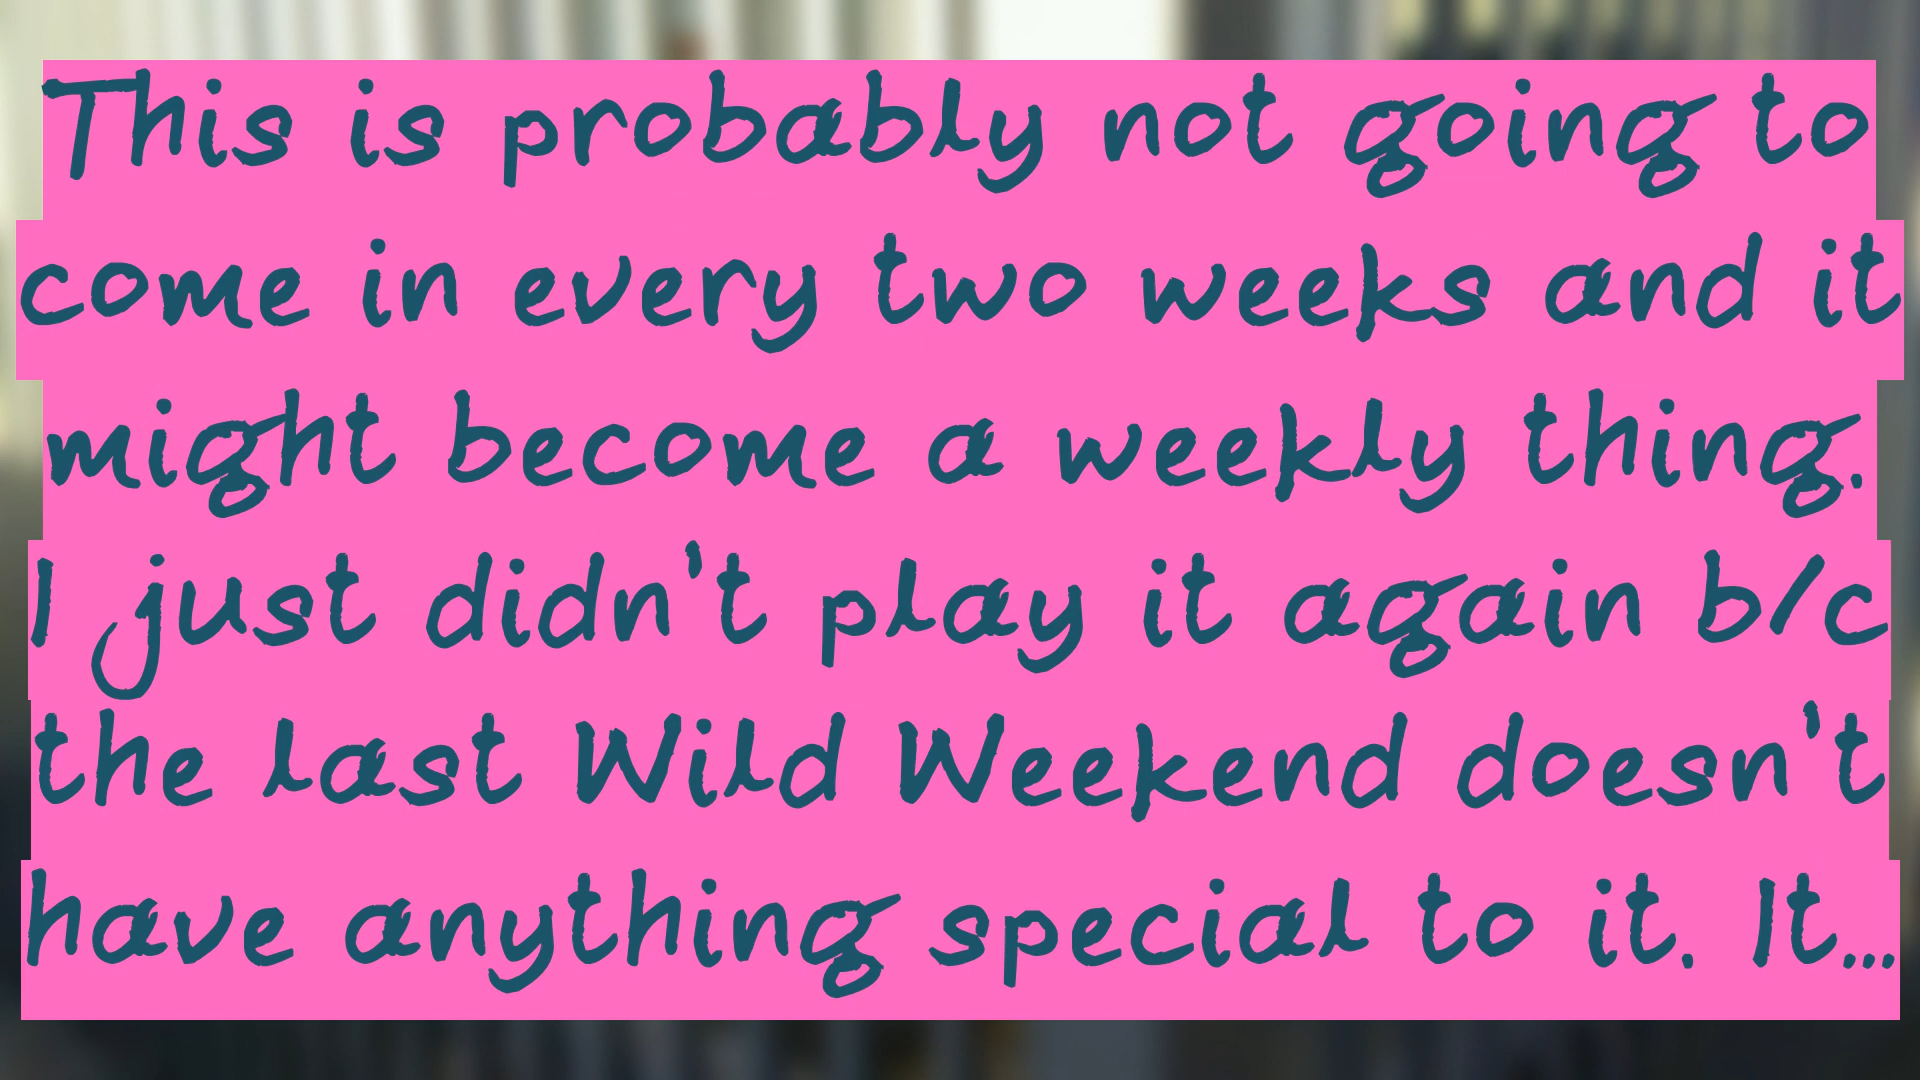 This is probably not going to
come in every two weeks and it
might become a weekly thing.
I just didn't play it again b/c
the last Wild Weekend doesn't
have anything special to it. It...